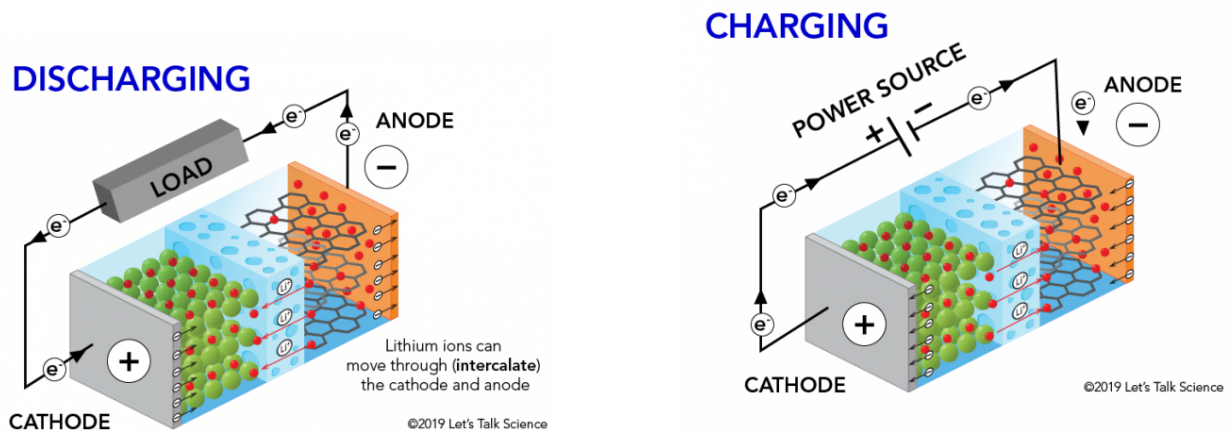 DISCHARGING
e-
ANODE
e-
−
LOAD
e-
Li+
Li+
Li+
+
e-
Lithium ions can
move through (intercalate)
the cathode and anode
CATHODE
©2019 Let's Talk Science
CHARGING
POWER SOURCE
+ −
e-
e-
ANODE
−
e-
Li+
Li+
Li+
+
e-
CATHODE
©2019 Let's Talk Science